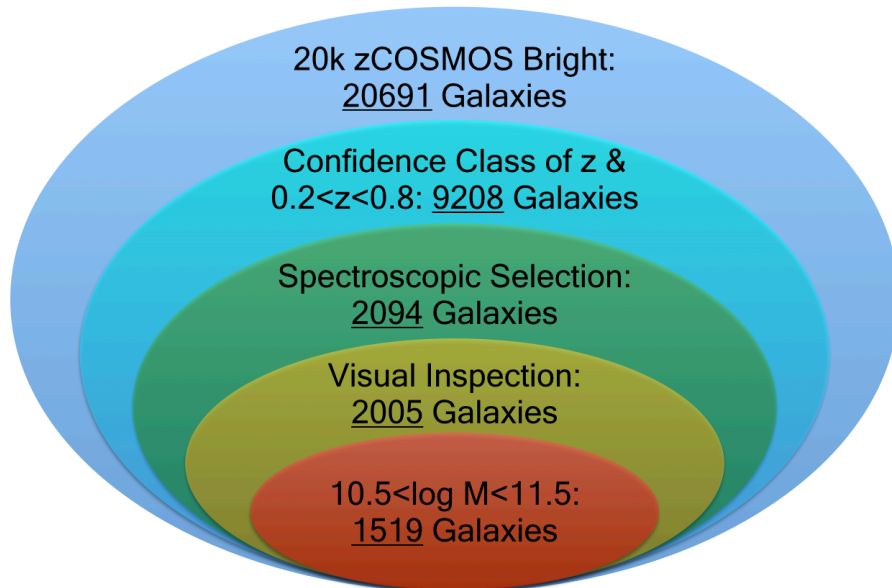 20k zCOSMOS Bright:
20691 Galaxies
Confidence Class of z &
0.2<z<0.8: 9208 Galaxies
Spectroscopic Selection:
2094 Galaxies
Visual Inspection:
2005 Galaxies
10.5<log M<11.5:
1519 Galaxies